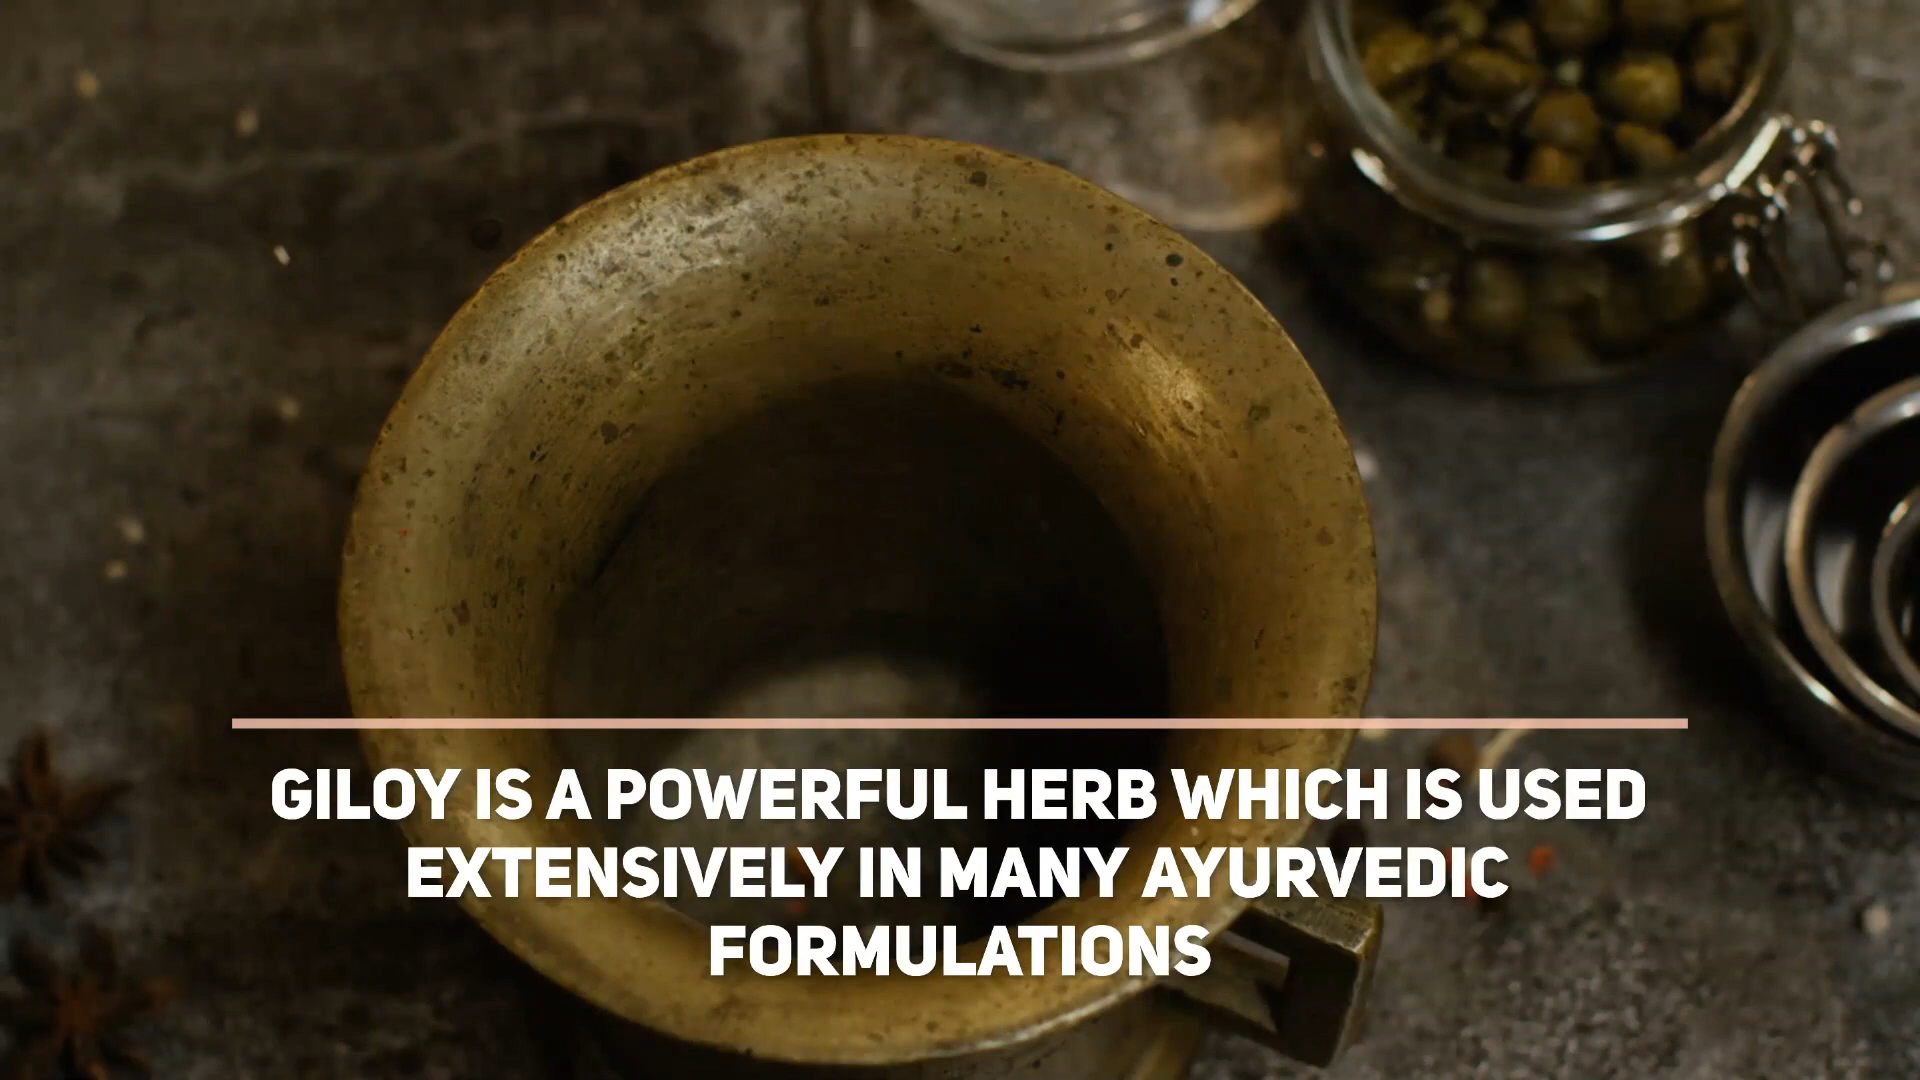 GILOY IS A POWERFUL HERB WHICH IS USED
EXTENSIVELY IN MANY AYURVEDIC
FORMULATIONS